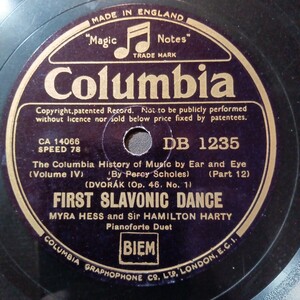 MADE IN ENGLAND
"Magic Notes"
TRADE MARK
Columbia
Copyright, patented Record. Not to be publicly performed
without licence nor sold below price fixed by patentees.
CA 14066
SPEED 78
DB 1235
The Columbia History of Music by Ear and Eye
(Volume IV) (By Percy Scholes) (Part 12)
(DVOŘÁK (Op. 46. No. 1)
FIRST SLAVONIC DANCE
MYRA HESS and Sir HAMILTON HARTY
Pianoforte Duet
BIEM
COLUMBIA GRAPHOPHONE CO. LTD. LONDON. E.C.1.